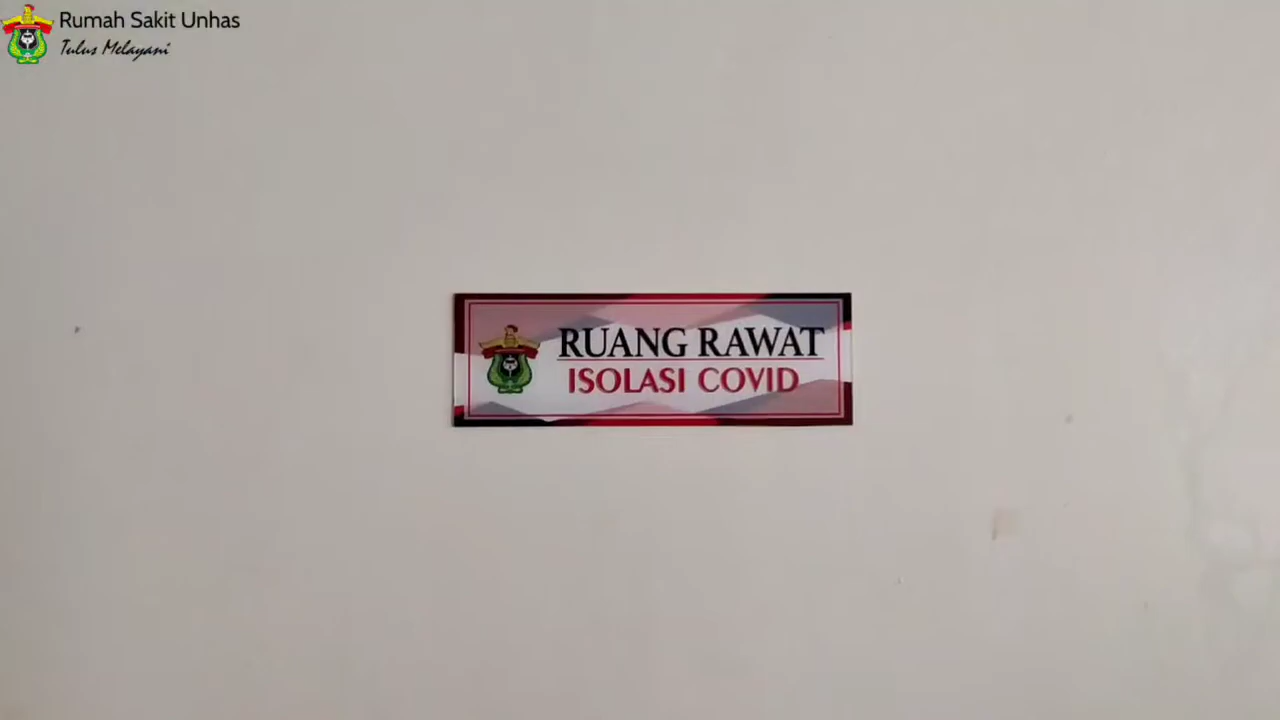 Rumah Sakit Unhas
Tulus Melayani
RUANG RAWAT
ISOLASI COVID